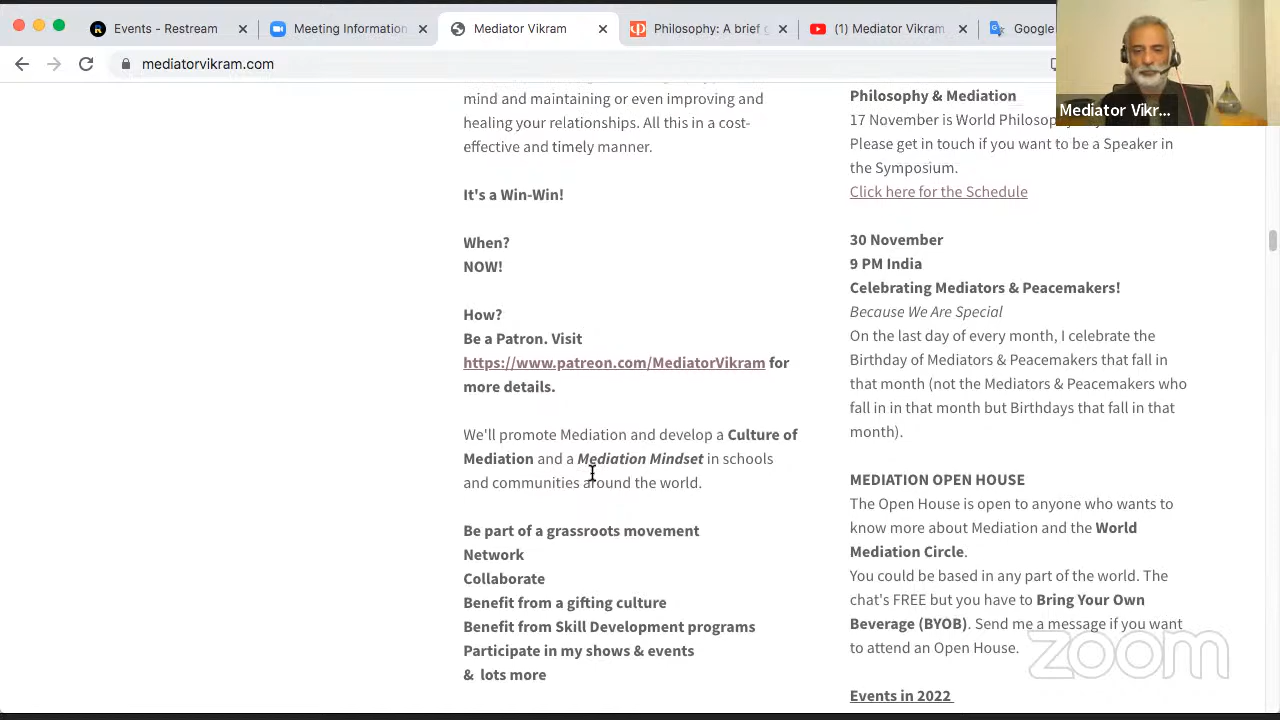 Events - Restream
Meeting Information
Mediator Vikram
Philosophy: A brief g
(1) Mediator Vikram
Google
mediatorvikram.com
Mediator Vikr...
mind and maintaining or even improving and
healing your relationships. All this in a cost-
effective and timely manner.
It's a Win-Win!
When?
NOW!
How?
Be a Patron. Visit
https://www.patreon.com/MediatorVikram for
more details.
We'll promote Mediation and develop a Culture of
Mediation and a Mediation Mindset in schools
and communities around the world.
Be part of a grassroots movement
Network
Collaborate
Benefit from a gifting culture
Benefit from Skill Development programs
Participate in my shows & events
& lots more
Philosophy & Mediation
17 November is World Philosophy
Please get in touch if you want to be a Speaker in
the Symposium.
Click here for the Schedule
30 November
9 PM India
Celebrating Mediators & Peacemakers!
Because We Are Special
On the last day of every month, I celebrate the
Birthday of Mediators & Peacemakers that fall in
that month (not the Mediators & Peacemakers who
fall in in that month but Birthdays that fall in that
month).
MEDIATION OPEN HOUSE
The Open House is open to anyone who wants to
know more about Mediation and the World
Mediation Circle.
You could be based in any part of the world. The
chat's FREE but you have to Bring Your Own
Beverage (BYOB). Send me a message if you want
to attend an Open House.
Events in 2022
zoom